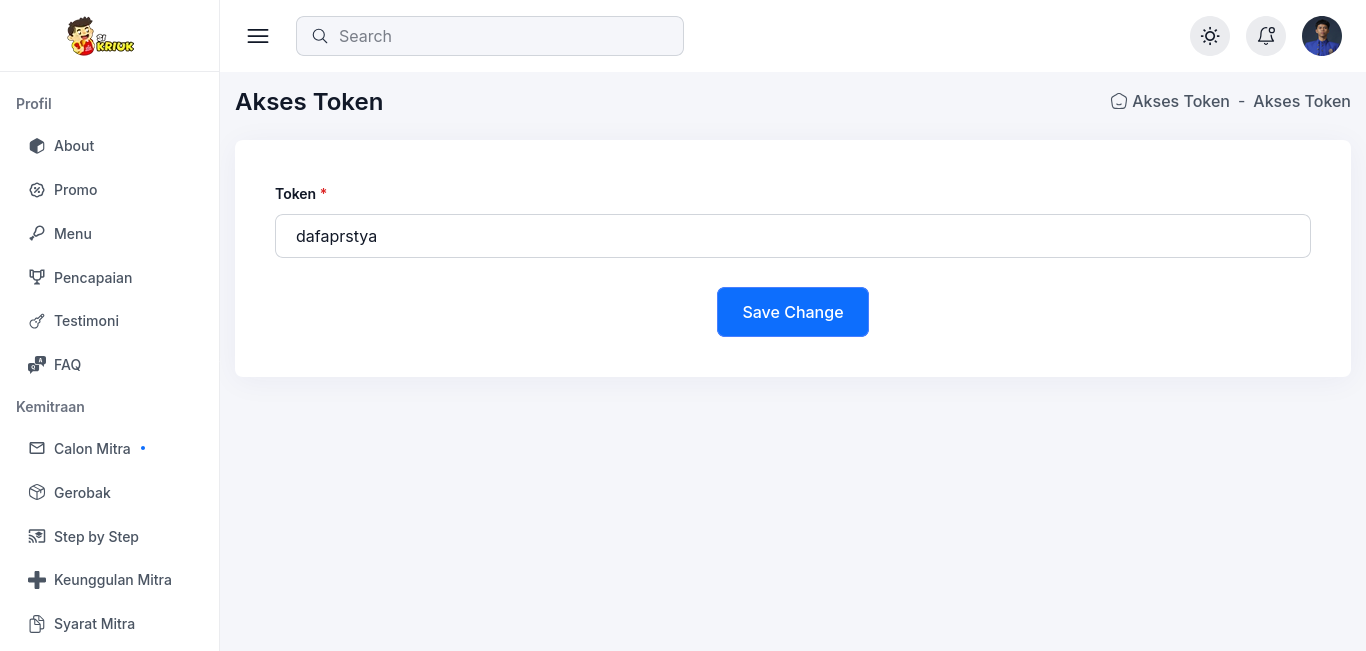 SI
KRIUK
Search
Profil
About
Promo
Menu
Pencapaian
Testimoni
FAQ
Kemitraan
Calon Mitra
Gerobak
Step by Step
Keunggulan Mitra
Syarat Mitra
Akses Token
Akses Token - Akses Token
Token *
dafaprstya
Save Change